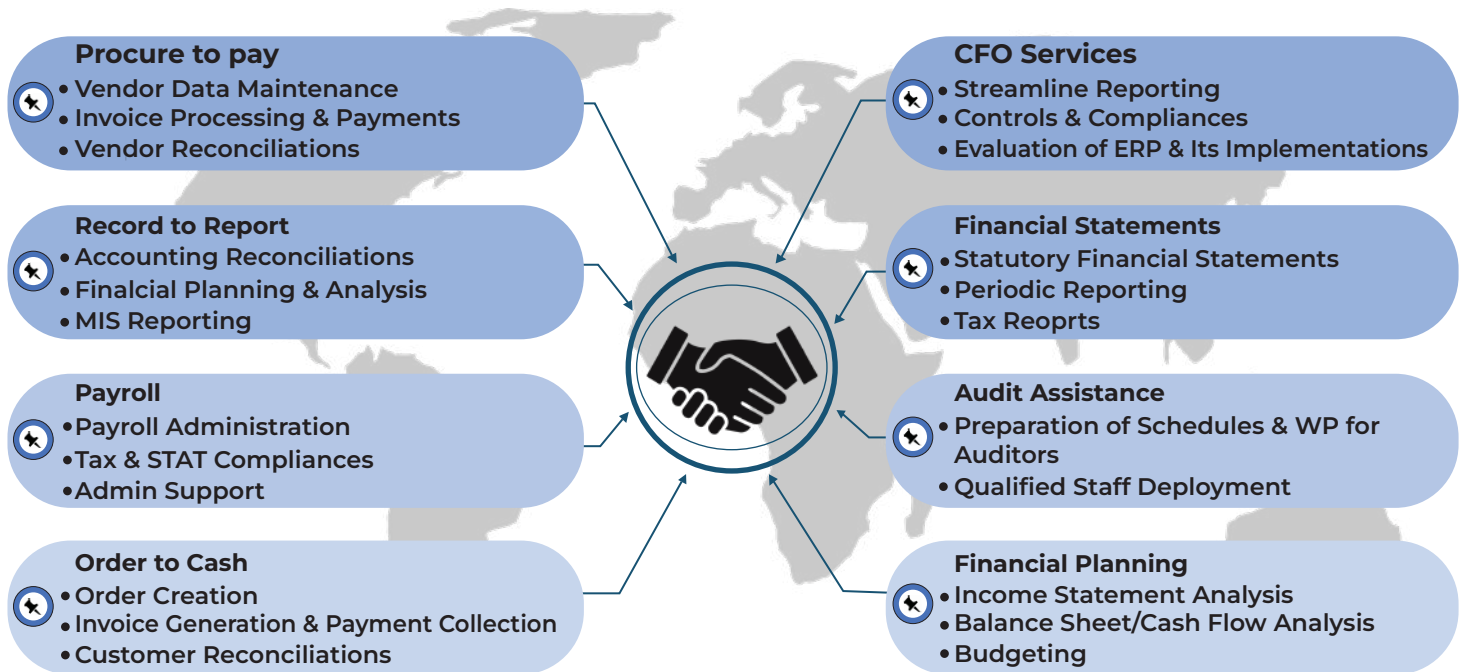 Procure to pay
• Vendor Data Maintenance
• Invoice Processing & Payments
• Vendor Reconciliations
Record to Report
• Accounting Reconciliations
• Finalcial Planning & Analysis
• MIS Reporting
Payroll
• Payroll Administration
• Tax & STAT Compliances
• Admin Support
Order to Cash
• Order Creation
• Invoice Generation & Payment Collection
• Customer Reconciliations
CFO Services
• Streamline Reporting
• Controls & Compliances
• Evaluation of ERP & Its Implementations
Financial Statements
• Statutory Financial Statements
• Periodic Reporting
• Tax Reoprts
Audit Assistance
• Preparation of Schedules & WP for
Auditors
• Qualified Staff Deployment
Financial Planning
• Income Statement Analysis
• Balance Sheet/Cash Flow Analysis
• Budgeting